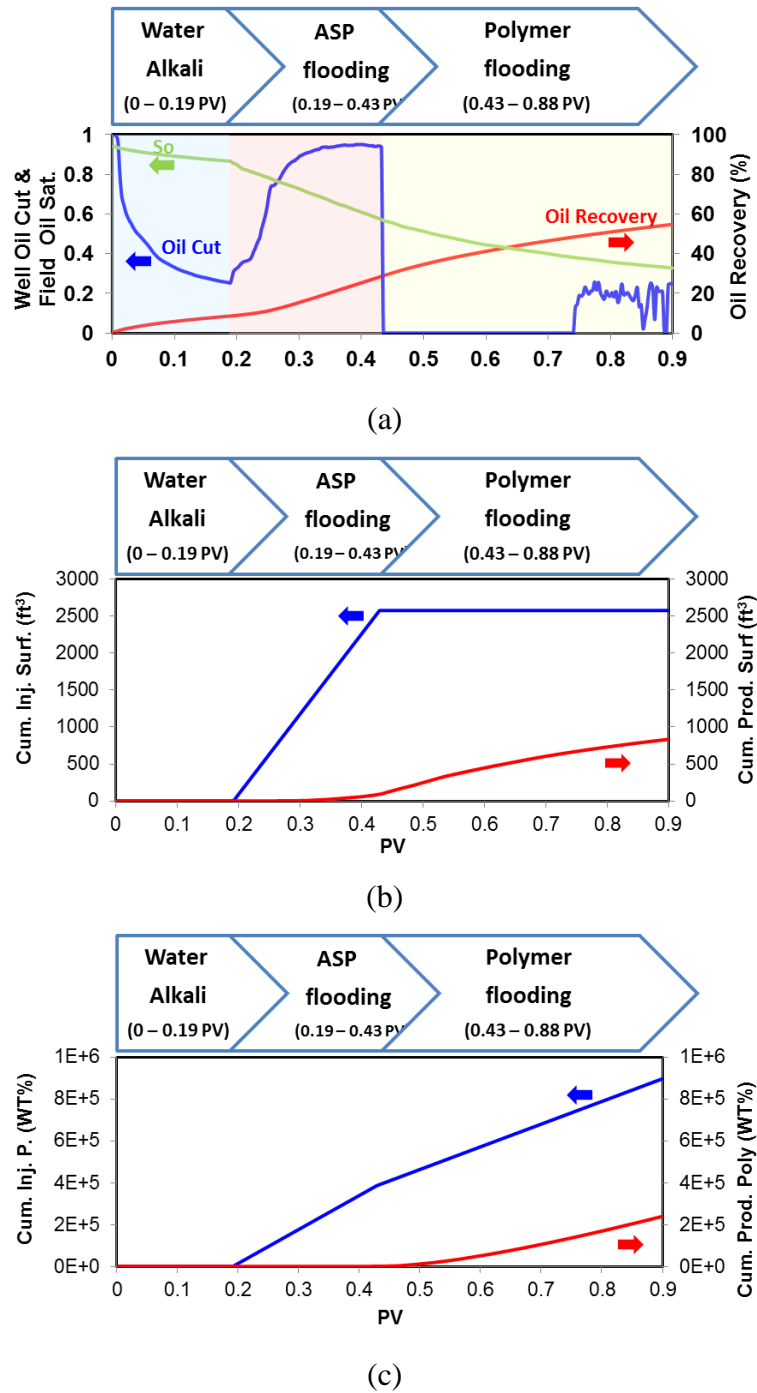 Water
Alkali
(0 – 0.19 PV)
ASP
flooding
(0.19 – 0.43 PV
Polymer
flooding
(0.43 – 0.88 PV)
Well Oil Cut &
Field Oil Sat.
1
0.8
0.6
0.4
0.2
0
So
Oil Cut
Oil Recovery
100
80
60
40
20
0
Oil Recovery (%)
0 0.1 0.2 0.3 0.4 0.5 0.6 0.7 0.8 0.9
(a)
Water
Alkali
(0 – 0.19 PV)
ASP
flooding
(0.19 – 0.43 PV
Polymer
flooding
(0.43 – 0.88 PV)
Cum. Inj. Surf. (ft³)
3000
2500
2000
1500
1000
500
0
3000
2500
2000
1500
1000
500
0
Cum. Prod. Surf (ft³)
0 0.1 0.2 0.3 0.4 0.5 0.6 0.7 0.8 0.9
PV
(b)
Water
Alkali
(0 – 0.19 PV)
ASP
flooding
(0.19 – 0.43 PV
Polymer
flooding
(0.43 – 0.88 PV)
Cum. Inj. P. (WT%)
1E+6
8E+5
6E+5
4E+5
2E+5
0E+0
1E+6
8E+5
6E+5
4E+5
2E+5
0E+0
Cum. Prod. Poly (WT%)
0 0.1 0.2 0.3 0.4 0.5 0.6 0.7 0.8 0.9
PV
(c)